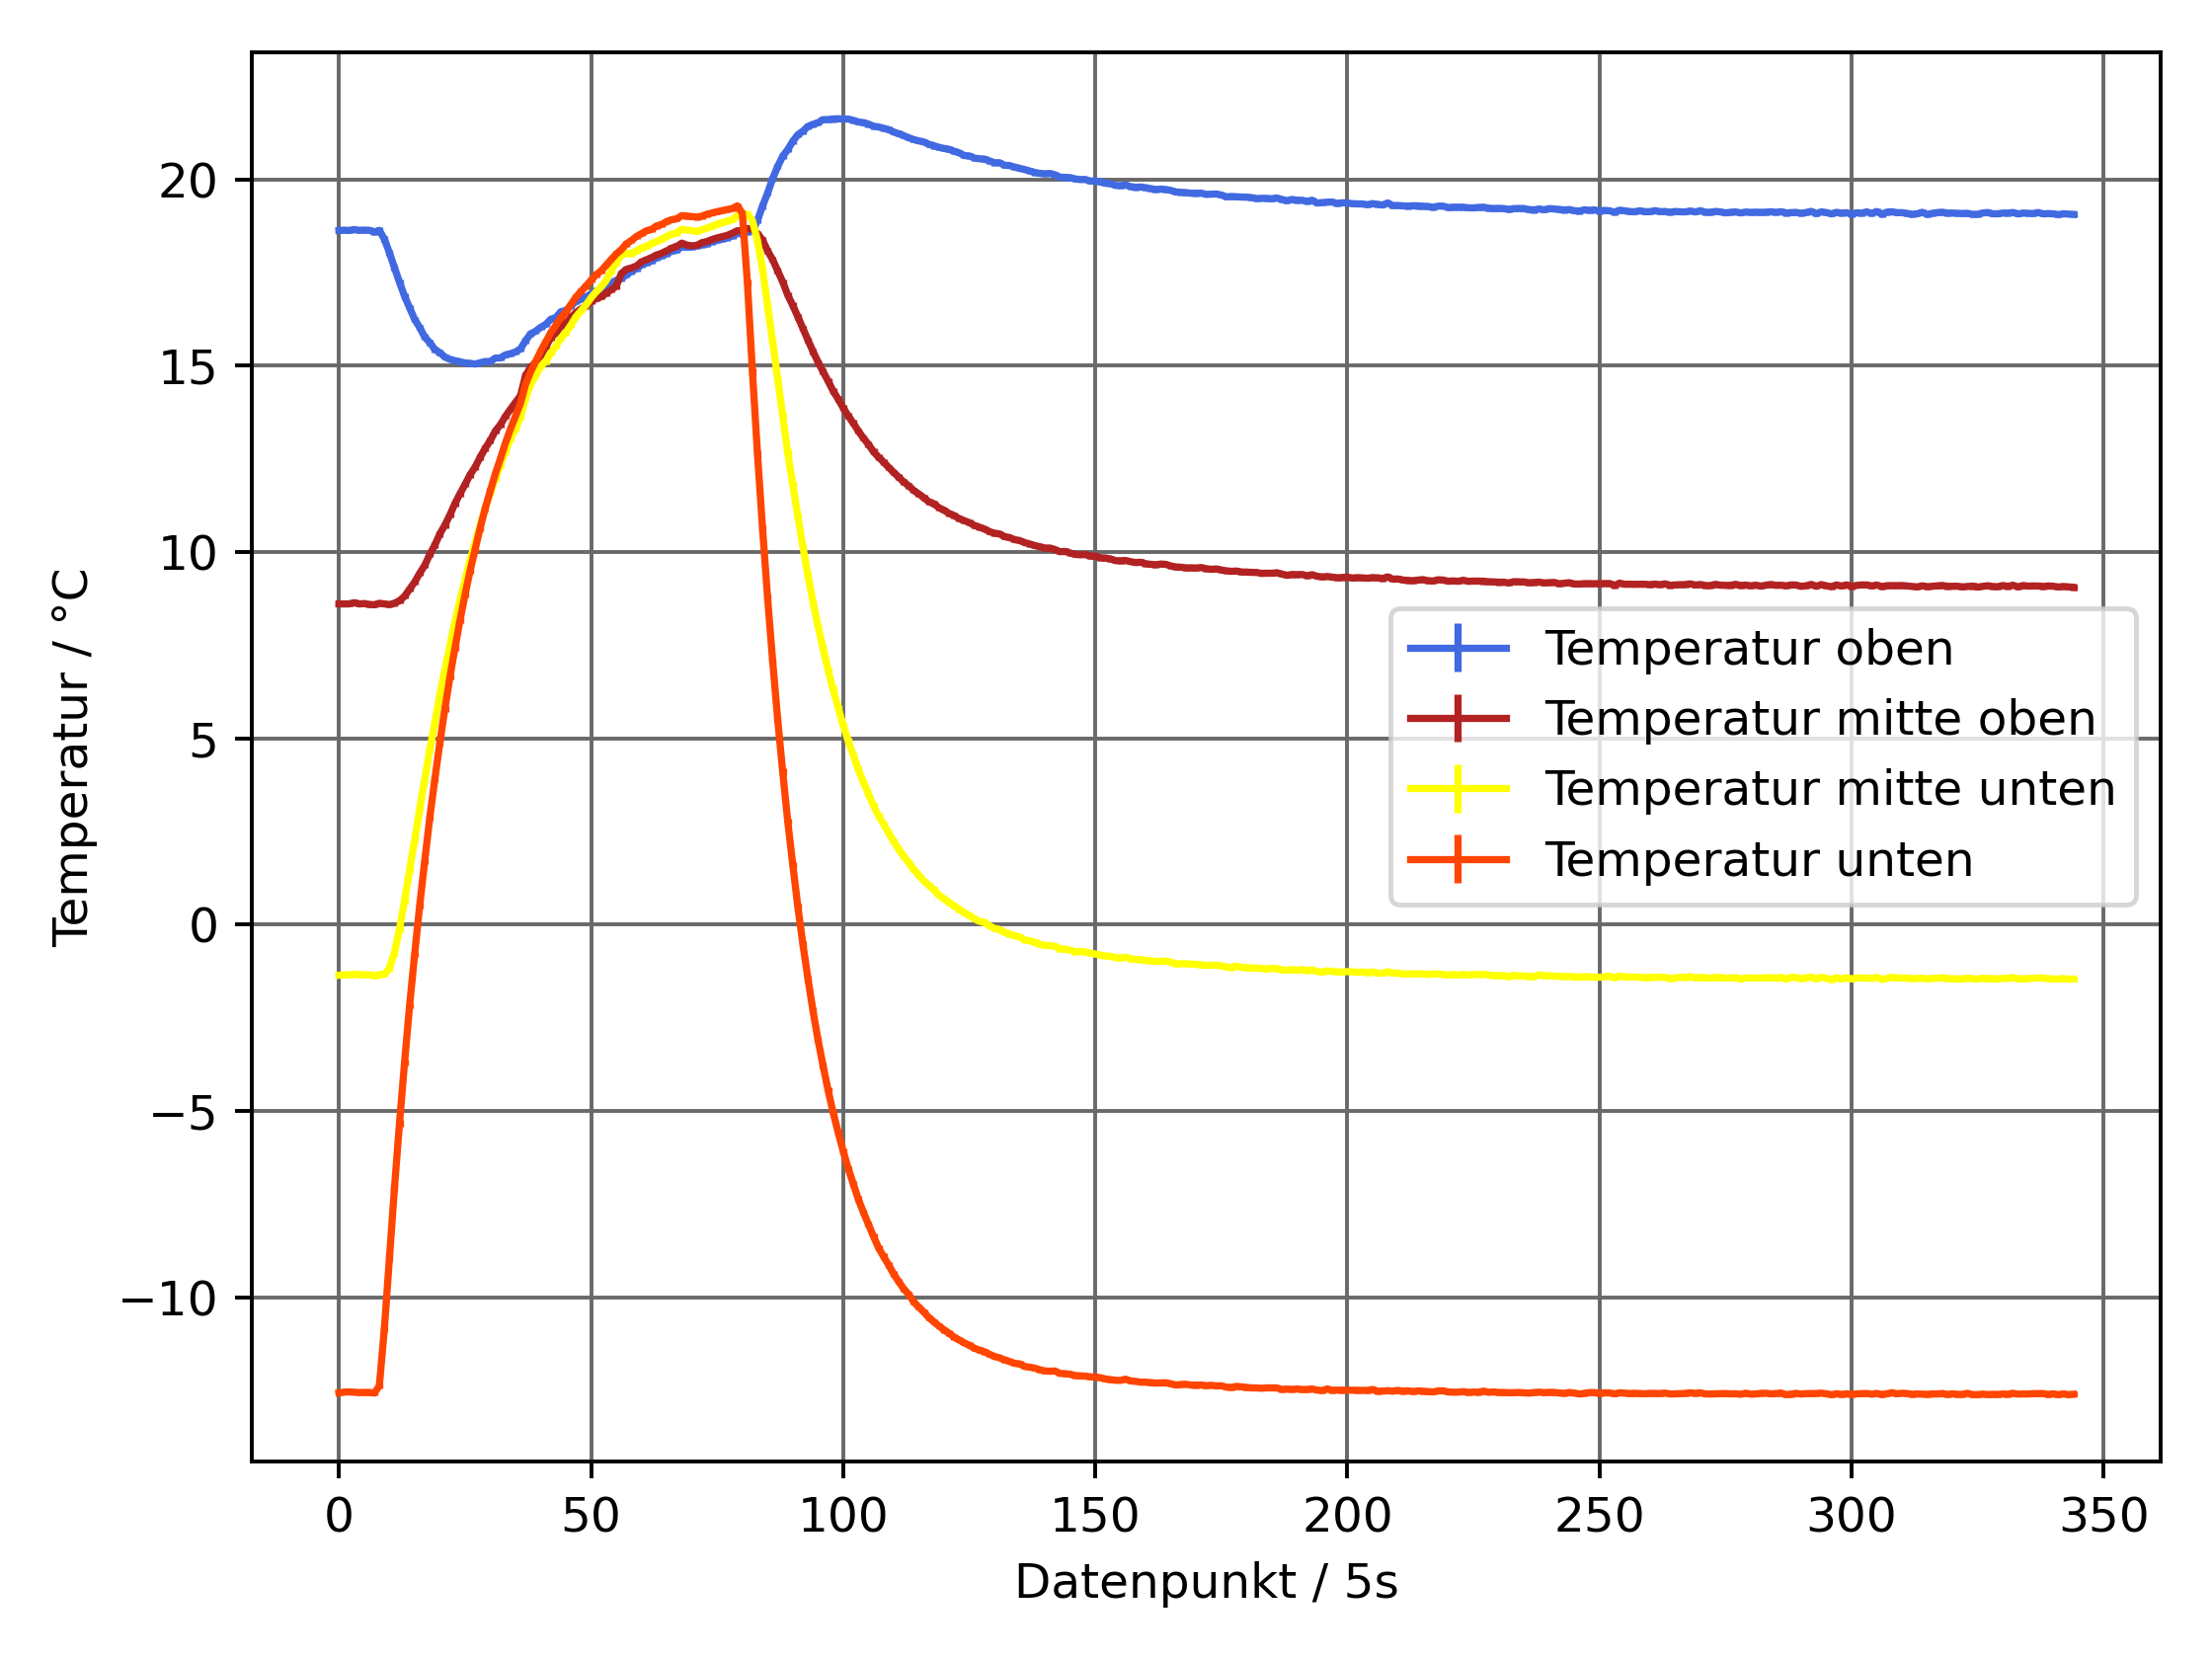 20
15
10
5
0
−5
−10
Temperatur / °C
Temperatur oben
Temperatur mitte oben
Temperatur mitte unten
Temperatur unten
0 50 100 150 200 250 300 350
Datenpunkt / 5s